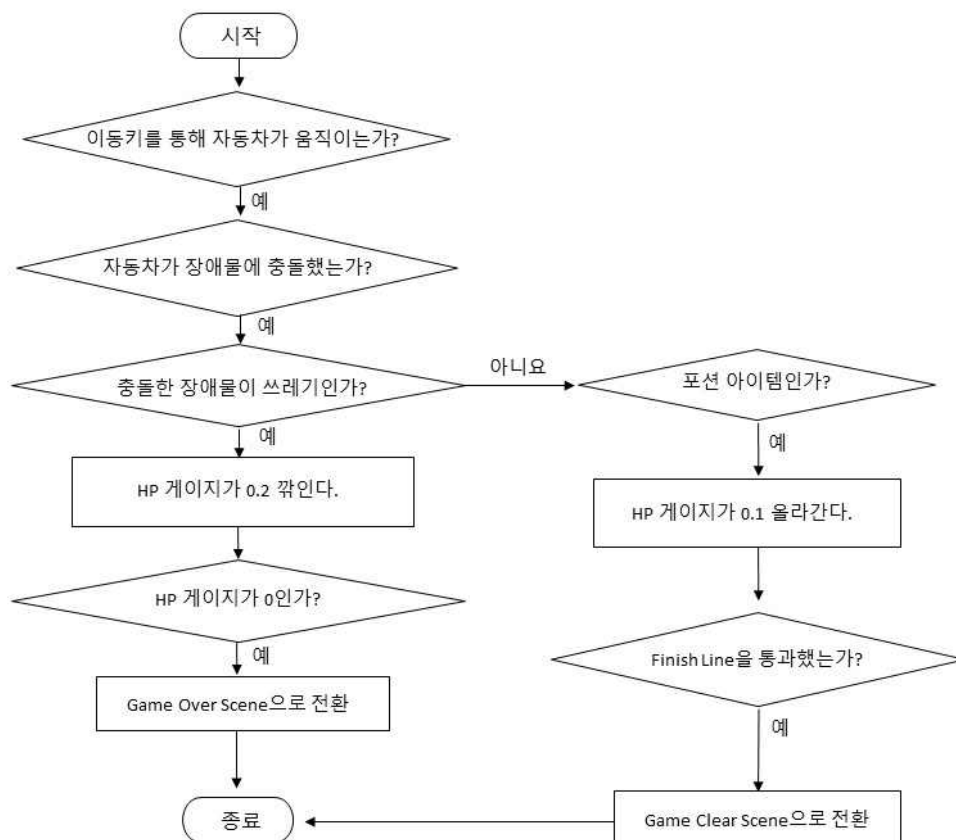 시작
이동키를 통해 자동차가 움직이는가?
예
자동차가 장애물에 충돌했는가?
예
충돌한 장애물이 쓰레기인가?
아니요
포션 아이템인가?
예
예
HP 게이지가 0.2 깎인다.
HP 게이지가 0.1 올라간다.
HP 게이지가 0인가?
예
Finish Line을 통과했는가?
예
Game Over Scene으로 전환
종료
Game Clear Scene으로 전환